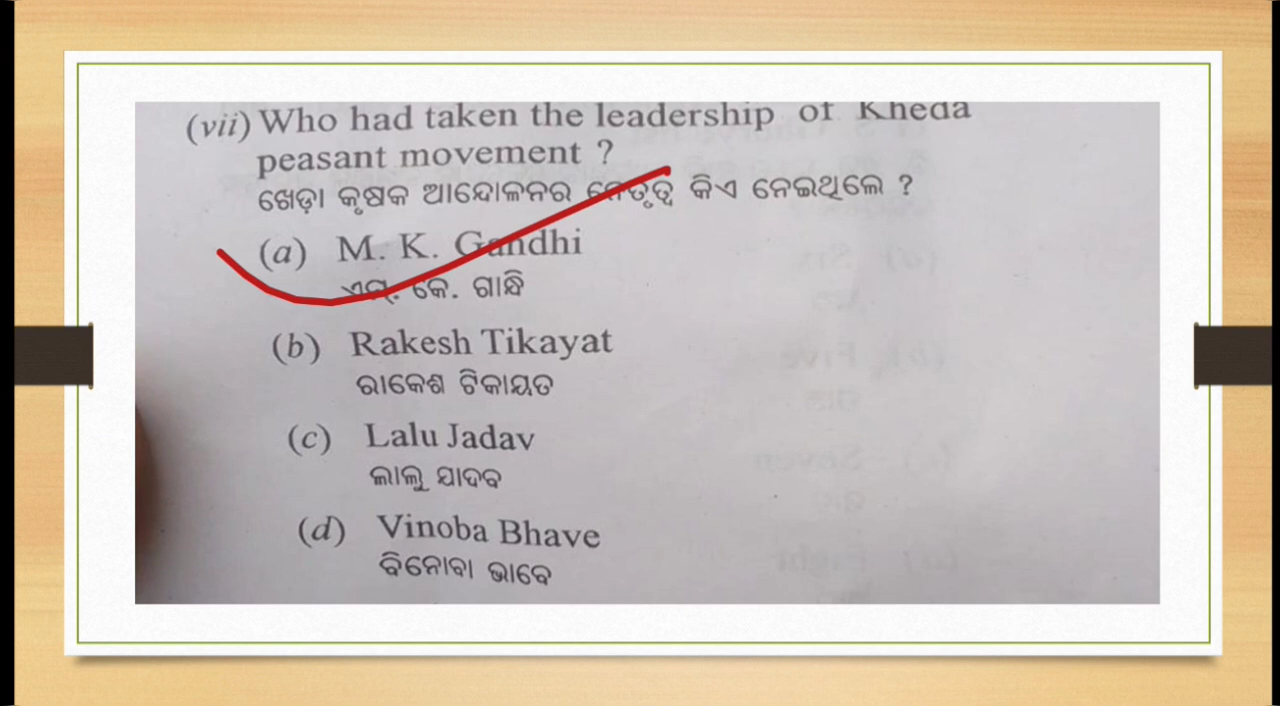 (vii) Who had taken the leadership of Kheda
peasant movement ?
ଖେଡ଼ା କୃଷକ ଆନ୍ଦୋଳନର ନେତୃତ୍ୱ କିଏ ନେଇଥିଲେ ?
(a) M. K. Gandhi
ଏମ୍. କେ. ଗାନ୍ଧି
(b) Rakesh Tikayat
ରାକେଶ ଟିକାୟତ
(c) Lalu Jadav
ଲାଲୁ ଯାଦବ
(d) Vinoba Bhave
ବିନୋବା ଭାବେ